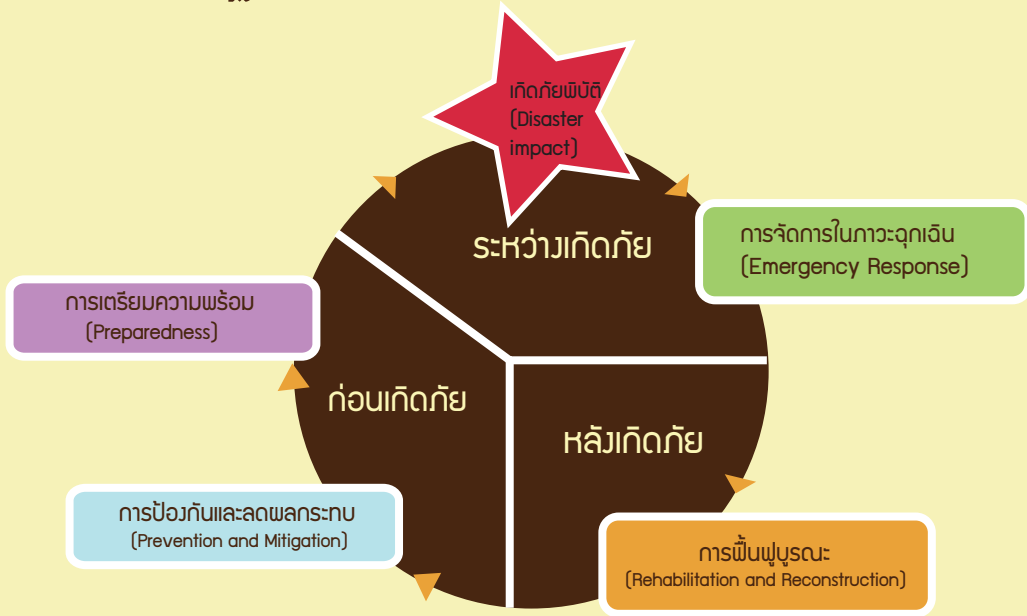 เกิดภัยพิบัติ
(Disaster
impact)
ระหว่างเกิดภัย
การจัดการในภาวะฉุกเฉิน
(Emergency Response)
การเตรียมความพร้อม
(Preparedness)
ก่อนเกิดภัย
หลังเกิดภัย
การป้องกันและลดผลกระทบ
(Prevention and Mitigation)
การฟื้นฟูบูรณะ
(Rehabilitation and Reconstruction)